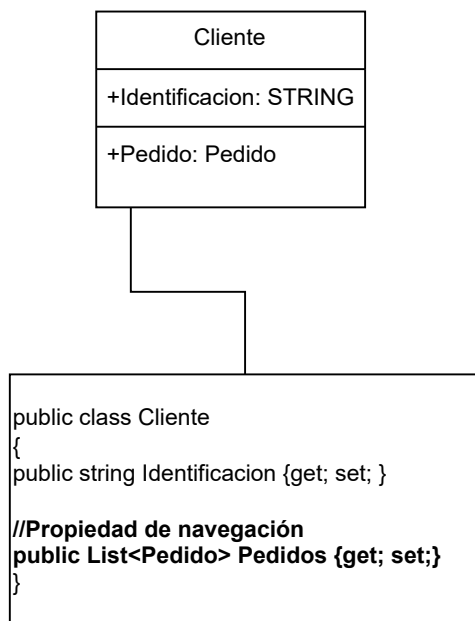 Cliente
+Identificacion: STRING
+Pedido: Pedido
public class Cliente
{
public string Identificacion {get; set; }
//Propiedad de navegación
public List<Pedido> Pedidos {get; set;}
}